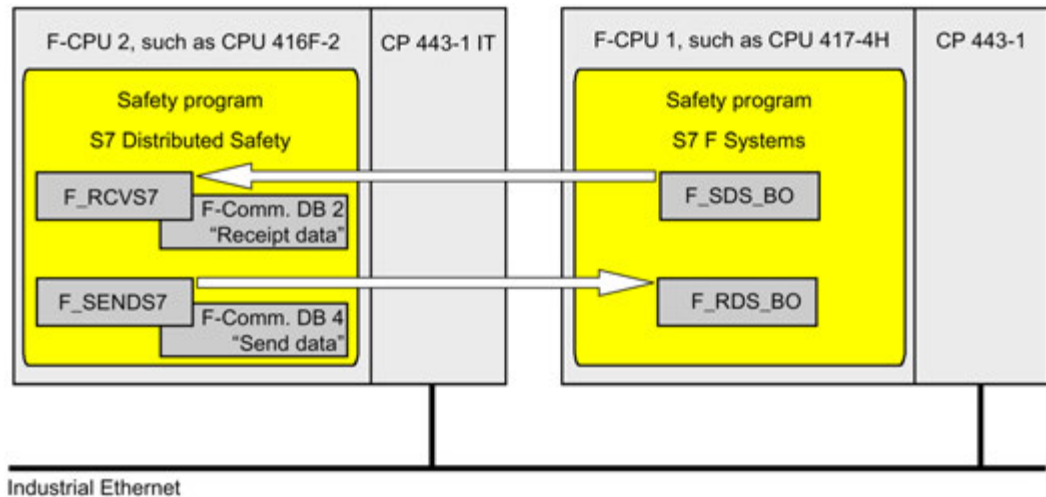 F-CPU 2, such as CPU 416F-2
CP 443-1 IT
Safety program
S7 Distributed Safety
F_RCVS7
F-Comm. DB 2
“Receipt data”
F_SENDS7
F-Comm. DB 4
“Send data”
F-CPU 1, such as CPU 417-4H
CP 443-1
Safety program
S7 F Systems
F_SDS_BO
F_RDS_BO
Industrial Ethernet